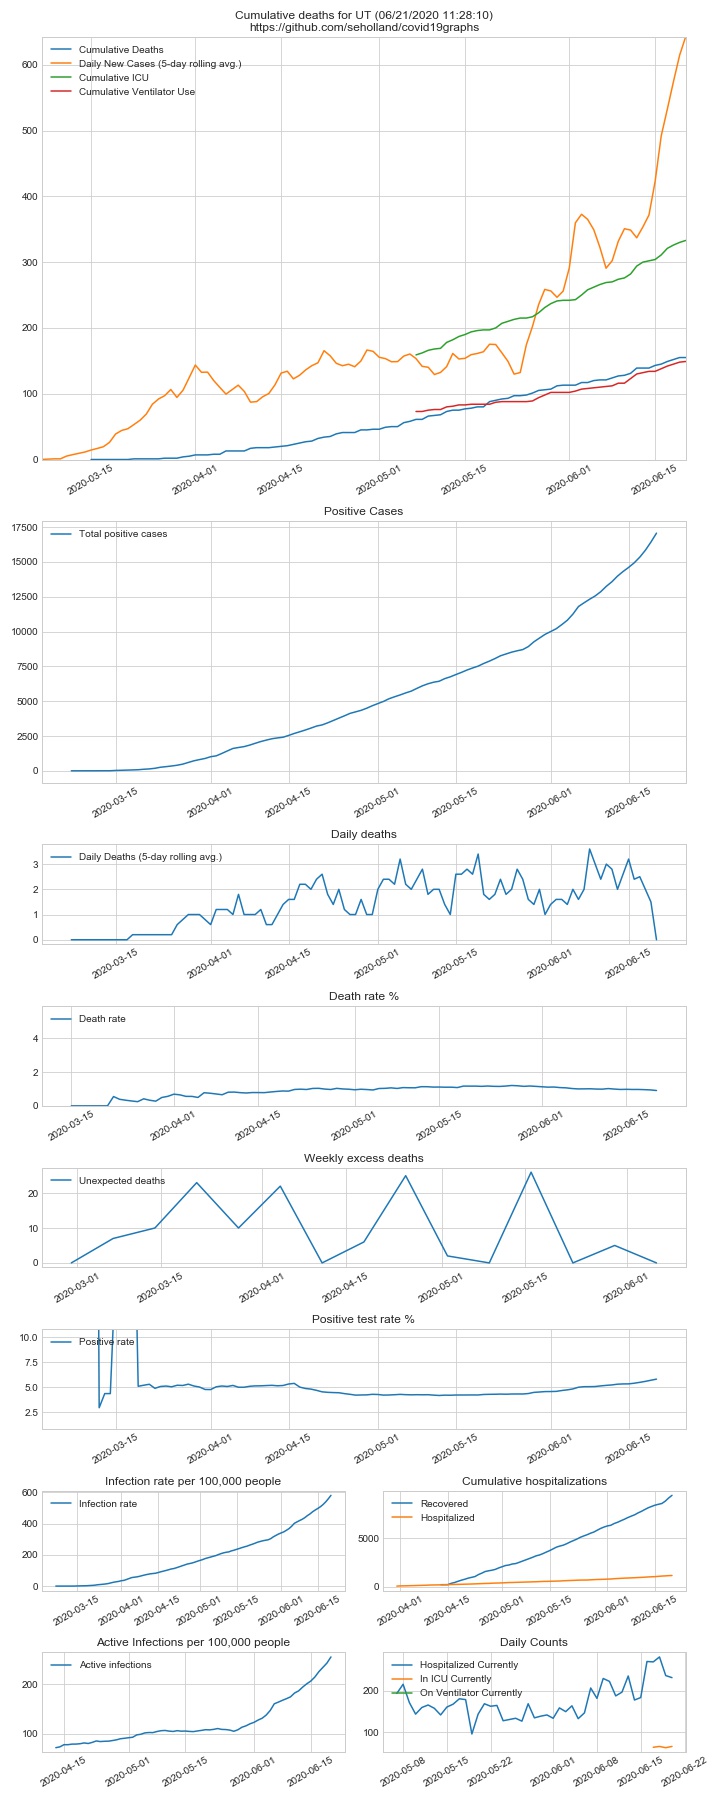 Cumulative deaths for UT (06/21/2020 11:28:10)
https://github.com/seholland/covid19graphs
Cumulative Deaths
Daily New Cases (5-day rolling avg.)
Cumulative ICU
Cumulative Ventilator Use
600
500
400
300
200
100
0
2020-03-15 2020-04-01 2020-04-15 2020-05-01 2020-05-15 2020-06-01 2020-06-15
Positive Cases
Total positive cases
17500
15000
12500
10000
7500
5000
2500
0
2020-03-15 2020-04-01 2020-04-15 2020-05-01 2020-05-15 2020-06-01 2020-06-15
Daily deaths
Daily Deaths (5-day rolling avg.)
3
2
1
0
2020-03-15 2020-04-01 2020-04-15 2020-05-01 2020-05-15 2020-06-01 2020-06-15
Death rate %
Death rate
4
2
0
2020-03-15 2020-04-01 2020-04-15 2020-05-01 2020-05-15 2020-06-01 2020-06-15
Weekly excess deaths
Unexpected deaths
20
10
0
2020-03-01 2020-03-15 2020-04-01 2020-04-15 2020-05-01 2020-05-15 2020-06-01
Positive test rate %
Positive rate
10.0
7.5
5.0
2.5
2020-03-15 2020-04-01 2020-04-15 2020-05-01 2020-05-15 2020-06-01 2020-06-15
Infection rate per 100,000 people
Infection rate
600
400
200
0
2020-03-15 2020-04-01 2020-04-15 2020-05-01 2020-05-15 2020-06-01 2020-06-15
Cumulative hospitalizations
Recovered
Hospitalized
5000
0
2020-04-01 2020-04-15 2020-05-01 2020-05-15 2020-06-01 2020-06-15
Active Infections per 100,000 people
Active infections
200
100
2020-04-15 2020-05-01 2020-05-15 2020-06-01 2020-06-15
Daily Counts
Hospitalized Currently
In ICU Currently
On Ventilator Currently
200
100
2020-05-08 2020-05-15 2020-05-22 2020-06-01 2020-06-08 2020-06-15 2020-06-22